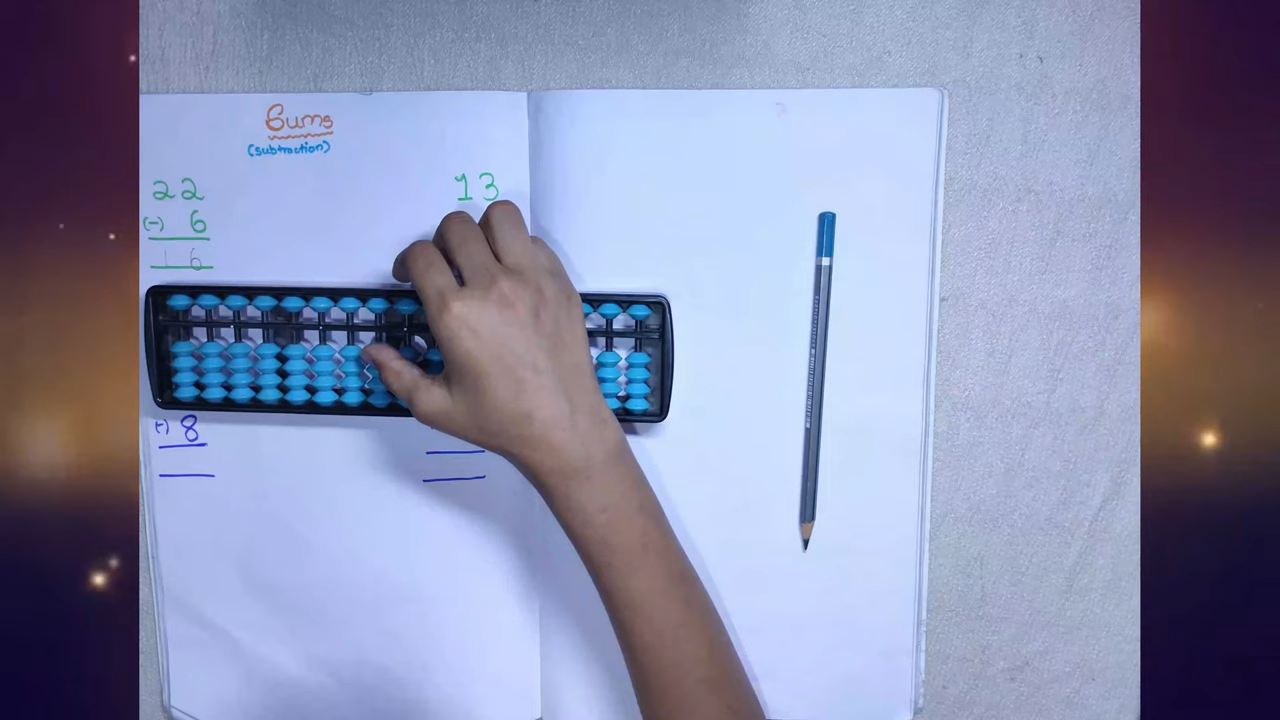 Sums
(subtraction)
22
(-) 6
16
13
(-) 8